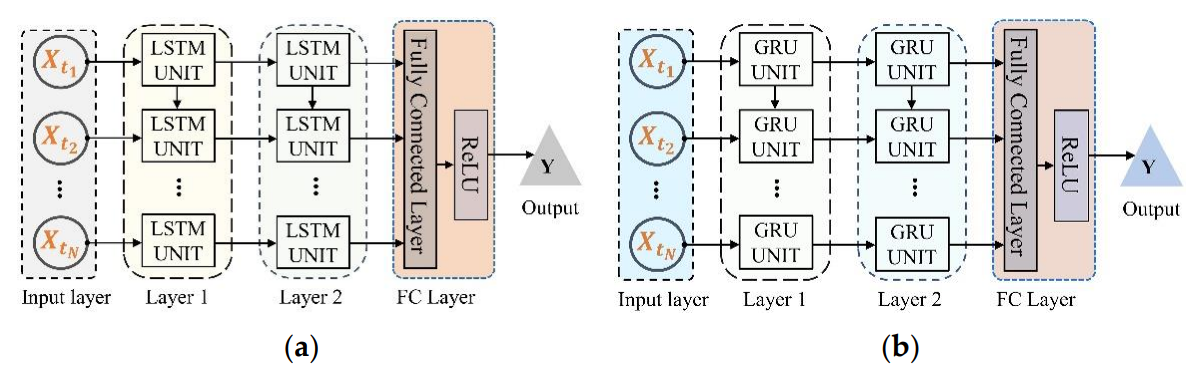 X_{t_1}
LSTM
UNIT
LSTM
UNIT
X_{t_2}
LSTM
UNIT
LSTM
UNIT
...
...
...
X_{t_N}
LSTM
UNIT
LSTM
UNIT
Fully Connected Layer
ReLU
Y
Output
Input layer
Layer 1
Layer 2
FC Layer
(a)
X_{t_1}
GRU
UNIT
GRU
UNIT
X_{t_2}
GRU
UNIT
GRU
UNIT
...
...
...
X_{t_N}
GRU
UNIT
GRU
UNIT
Fully Connected Layer
ReLU
Y
Output
Input layer
Layer 1
Layer 2
FC Layer
(b)